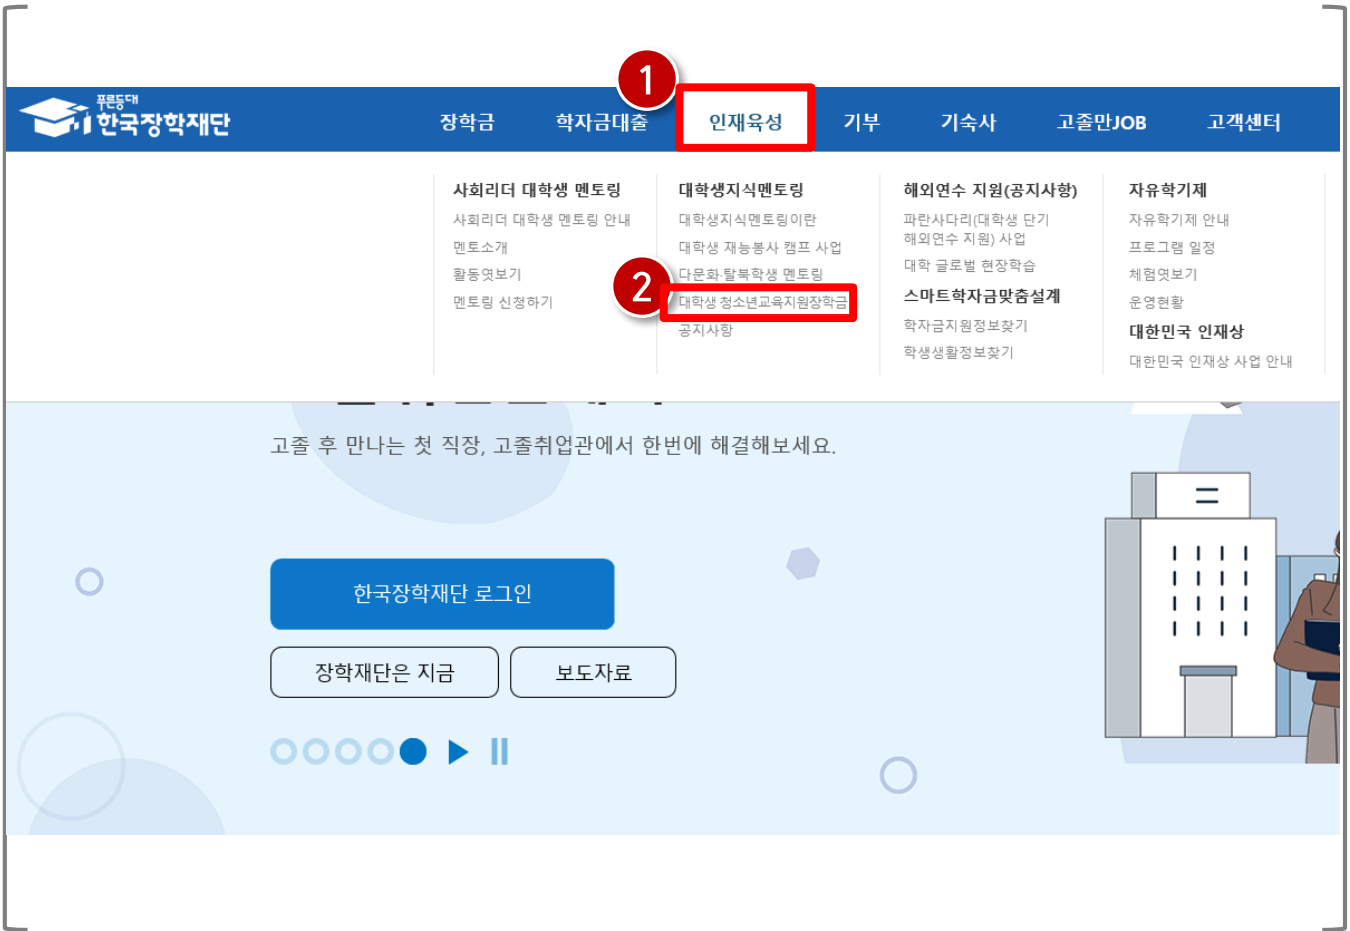 1
푸른등대
한국장학재단
장학금 학자금대출 인재육성 기부 기숙사 고졸만JOB 고객센터
사회리더 대학생 멘토링
사회리더 대학생 멘토링 안내
멘토소개
활동엿보기
멘토링 신청하기
대학생지식멘토링
대학생지식멘토링이란
대학생 재능봉사 캠프 사업
다문화·탈북학생 멘토링
2
대학생 청소년교육지원장학금
공지사항
해외연수 지원(공지사항)
파란사다리(대학생 단기
해외연수 지원) 사업
대학 글로벌 현장학습
스마트학자금맞춤설계
학자금지원정보찾기
학생생활정보찾기
자유학기제
자유학기제 안내
프로그램 일정
체험엿보기
운영현황
대한민국 인재상
대한민국 인재상 사업 안내
고졸 후 만나는 첫 직장, 고졸취업관에서 한번에 해결해보세요.
한국장학재단 로그인
장학재단은 지금
보도자료